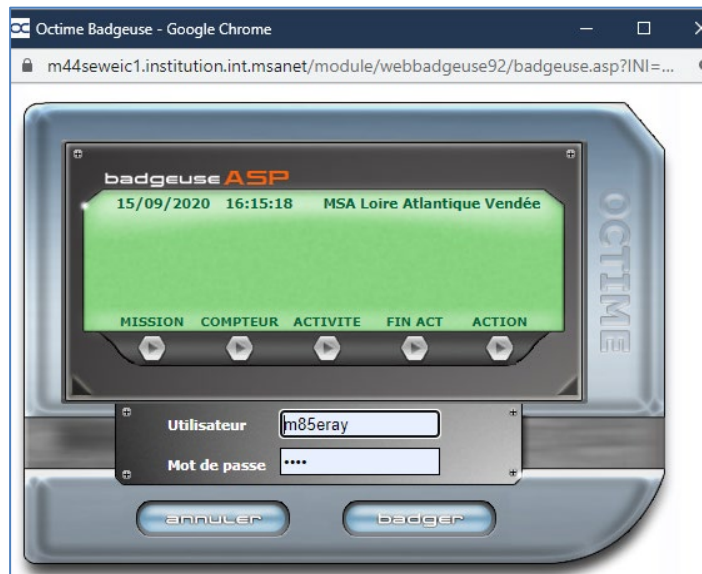 Octime Badgeuse - Google Chrome
m44seweic1.institution.int.msanet/module/webbadgeuse92/badgeuse.asp?INI=...
badgeuse ASP
15/09/2020 16:15:18 MSA Loire Atlantique Vendée
OCTIME
MISSION COMPTEUR ACTIVITE FIN ACT ACTION
Utilisateur m85eray
Mot de passe ••••
annuler badger